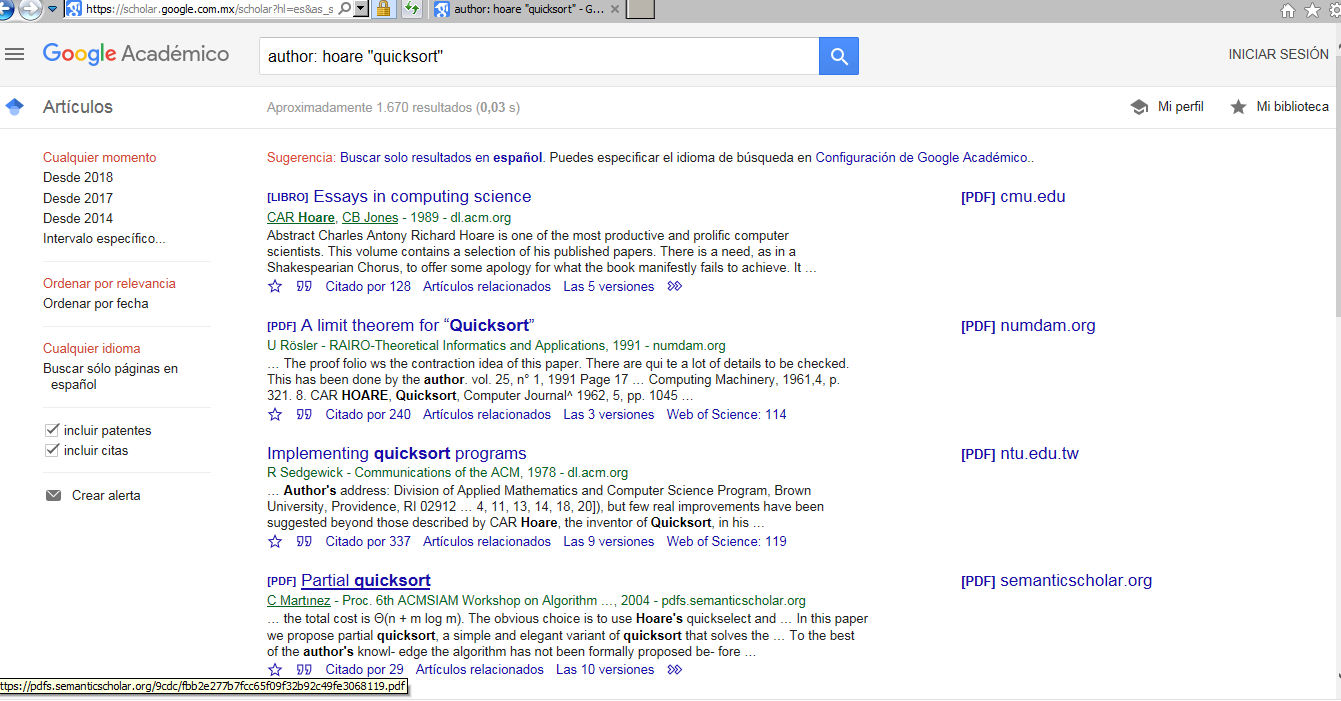 https://scholar.google.com.mx/scholar?hl=es&as_s
author: hoare "quicksort" - G...
Google Académico
author: hoare "quicksort"
INICIAR SESIÓN
Artículos
Aproximadamente 1.670 resultados (0,03 s)
Mi perfil
Mi biblioteca
Cualquier momento
Desde 2018
Desde 2017
Desde 2014
Intervalo específico...
Ordenar por relevancia
Ordenar por fecha
Cualquier idioma
Buscar sólo páginas en
español
incluir patentes
incluir citas
Crear alerta
Sugerencia: Buscar solo resultados en español. Puedes especificar el idioma de búsqueda en Configuración de Google Académico..
[LIBRO] Essays in computing science
[PDF] cmu.edu
CAR Hoare, CB Jones - 1989 - dl.acm.org
Abstract Charles Antony Richard Hoare is one of the most productive and prolific computer
scientists. This volume contains a selection of his published papers. There is a need, as in a
Shakespearian Chorus, to offer some apology for what the book manifestly fails to achieve. It ...
Citado por 128 Artículos relacionados Las 5 versiones
[PDF] A limit theorem for “Quicksort”
[PDF] numdam.org
U Rösler - RAIRO-Theoretical Informatics and Applications, 1991 - numdam.org
... The proof folio ws the contraction idea of this paper. There are qui te a lot of details to be checked.
This has been done by the author. vol. 25, n° 1, 1991 Page 17 ... Computing Machinery, 1961,4, p.
321. 8. CAR HOARE, Quicksort, Computer Journal^ 1962, 5, pp. 1045 ...
Citado por 240 Artículos relacionados Las 3 versiones Web of Science: 114
Implementing quicksort programs
[PDF] ntu.edu.tw
R Sedgewick - Communications of the ACM, 1978 - dl.acm.org
... Author's address: Division of Applied Mathematics and Computer Science Program, Brown
University, Providence, RI 02912 ... 4, 11, 13, 14, 18, 20]), but few real improvements have been
suggested beyond those described by CAR Hoare, the inventor of Quicksort, in his ...
Citado por 337 Artículos relacionados Las 9 versiones Web of Science: 119
[PDF] Partial quicksort
[PDF] semanticscholar.org
C Martınez - Proc. 6th ACMSIAM Workshop on Algorithm ..., 2004 - pdfs.semanticscholar.org
... the total cost is Θ(n + m log m). The obvious choice is to use Hoare's quickselect and ... In this paper
we propose partial quicksort, a simple and elegant variant of quicksort that solves the ... To the best
of the author's knowl- edge the algorithm has not been formally proposed be- fore ...
Citado por 29 Artículos relacionados Las 10 versiones
ttps://pdfs.semanticscholar.org/9cdc/fbb2e277b7fcc65f09f32b92c49fe3068119.pdf